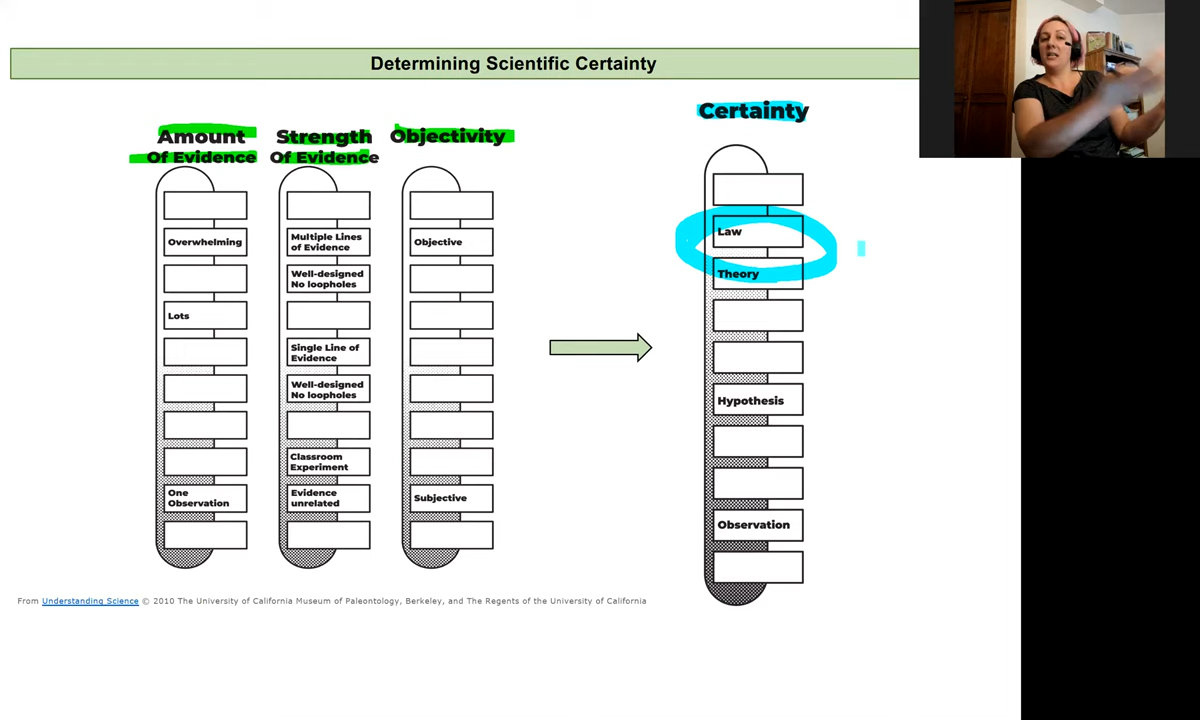 Determining Scientific Certainty
Amount
Of Evidence
Strength
Of Evidence
Objectivity
Certainty
Overwhelming
Lots
One
Observation
Multiple Lines
of Evidence
Well-designed
No loopholes
Single Line of
Evidence
Well-designed
No loopholes
Classroom
Experiment
Evidence
unrelated
Objective
Subjective
Law
Theory
Hypothesis
Observation
From Understanding Science © 2010 The University of California Museum of Paleontology, Berkeley, and The Regents of the University of California